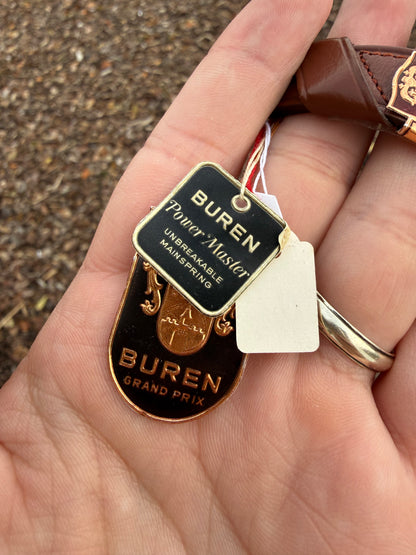 BUREN
Power Master
UNBREAKABLE
MAINSPRING
BUREN
GRAND PRIX